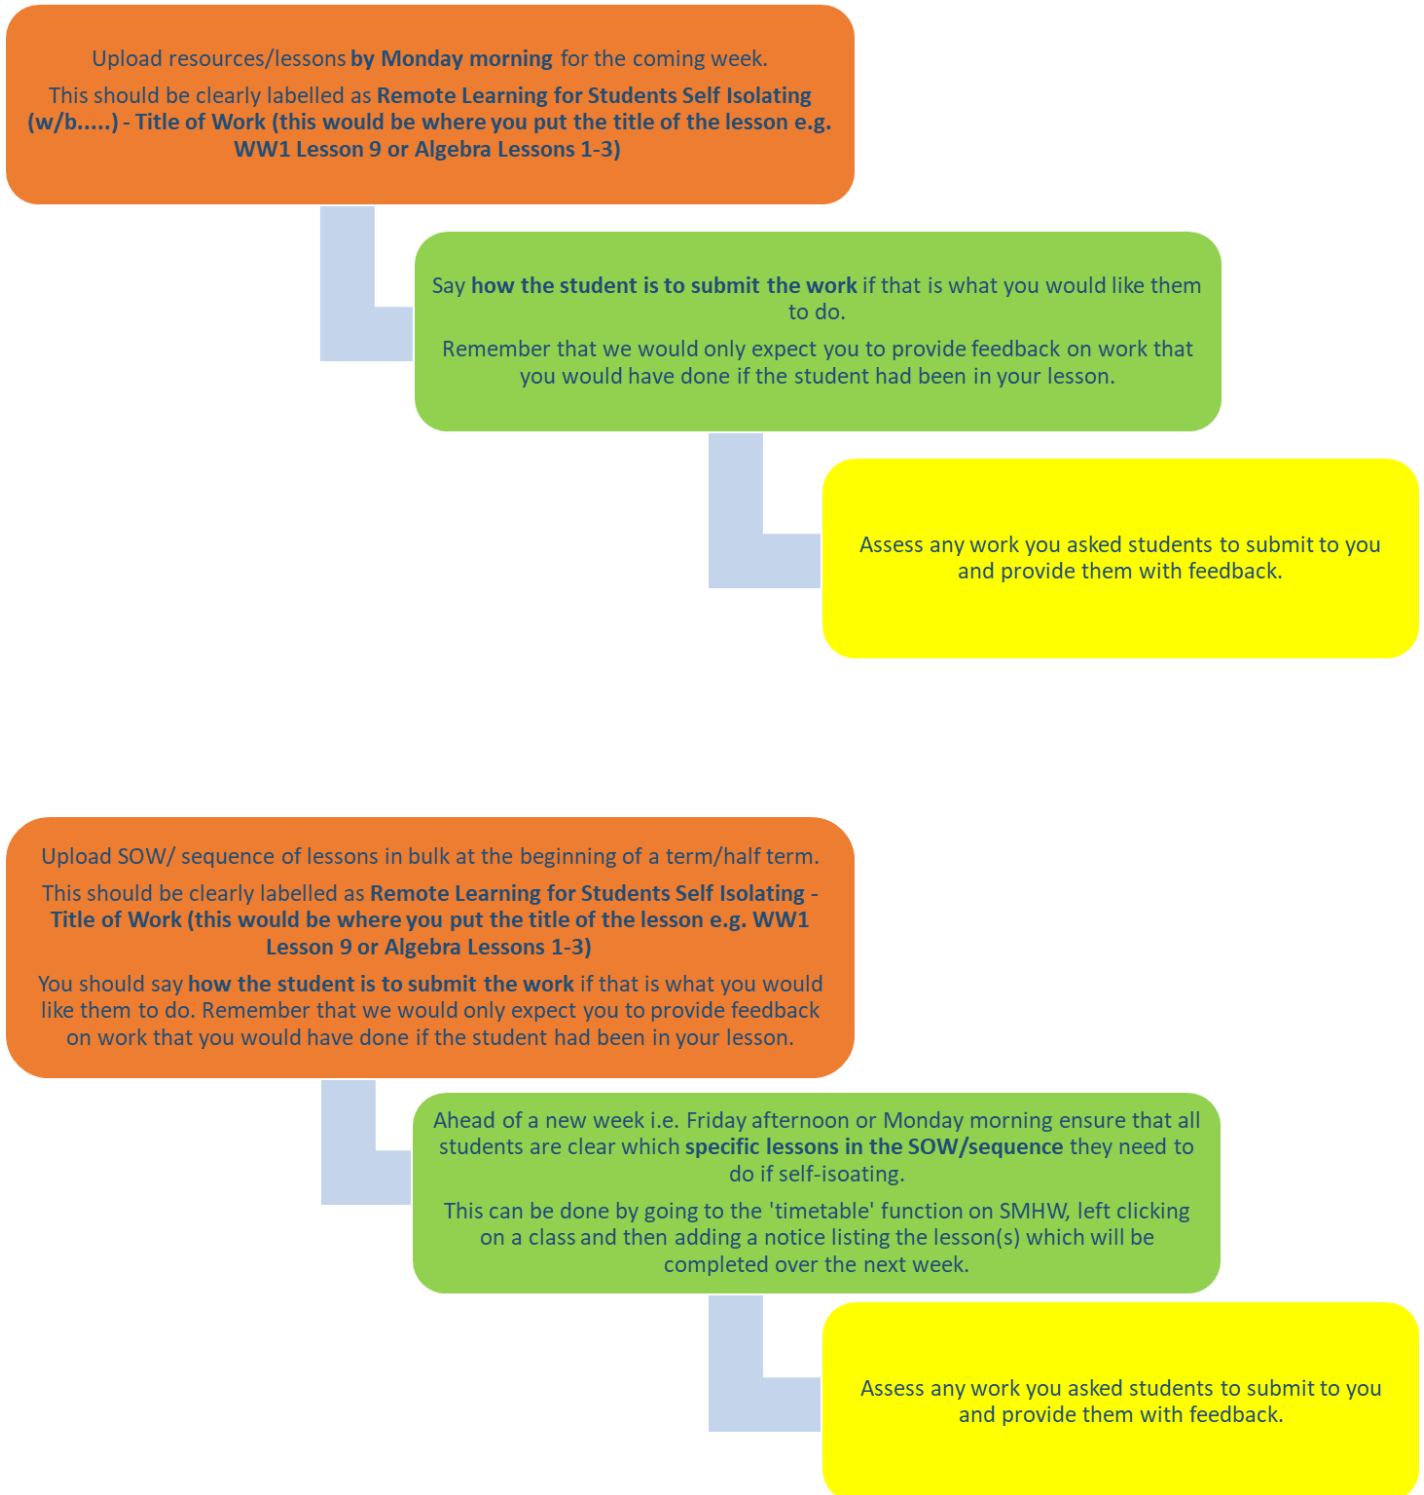 Upload resources/lessons by Monday morning for the coming week.
This should be clearly labelled as Remote Learning for Students Self Isolating
(w/b.....) - Title of Work (this would be where you put the title of the lesson e.g.
WW1 Lesson 9 or Algebra Lessons 1-3)
Say how the student is to submit the work if that is what you would like them
to do.
Remember that we would only expect you to provide feedback on work that
you would have done if the student had been in your lesson.
Assess any work you asked students to submit to you
and provide them with feedback.
Upload SOW/ sequence of lessons in bulk at the beginning of a term/half term.
This should be clearly labelled as Remote Learning for Students Self Isolating -
Title of Work (this would be where you put the title of the lesson e.g. WW1
Lesson 9 or Algebra Lessons 1-3)
You should say how the student is to submit the work if that is what you would
like them to do. Remember that we would only expect you to provide feedback
on work that you would have done if the student had been in your lesson.
Ahead of a new week i.e. Friday afternoon or Monday morning ensure that all
students are clear which specific lessons in the SOW/sequence they need to
do if self-isoating.
This can be done by going to the 'timetable' function on SMHW, left clicking
on a class and then adding a notice listing the lesson(s) which will be
completed over the next week.
Assess any work you asked students to submit to you
and provide them with feedback.